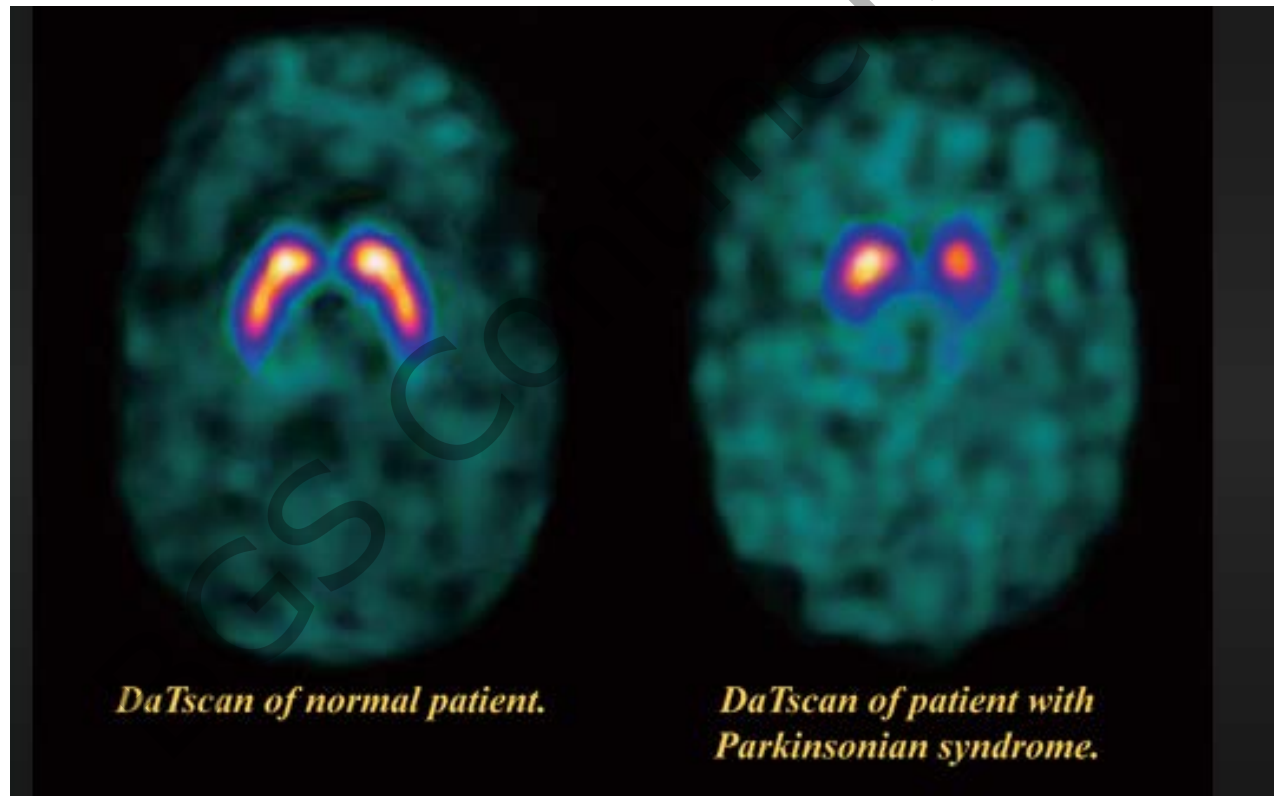 DaTscan of normal patient.
DaTscan of patient with
Parkinsonian syndrome.